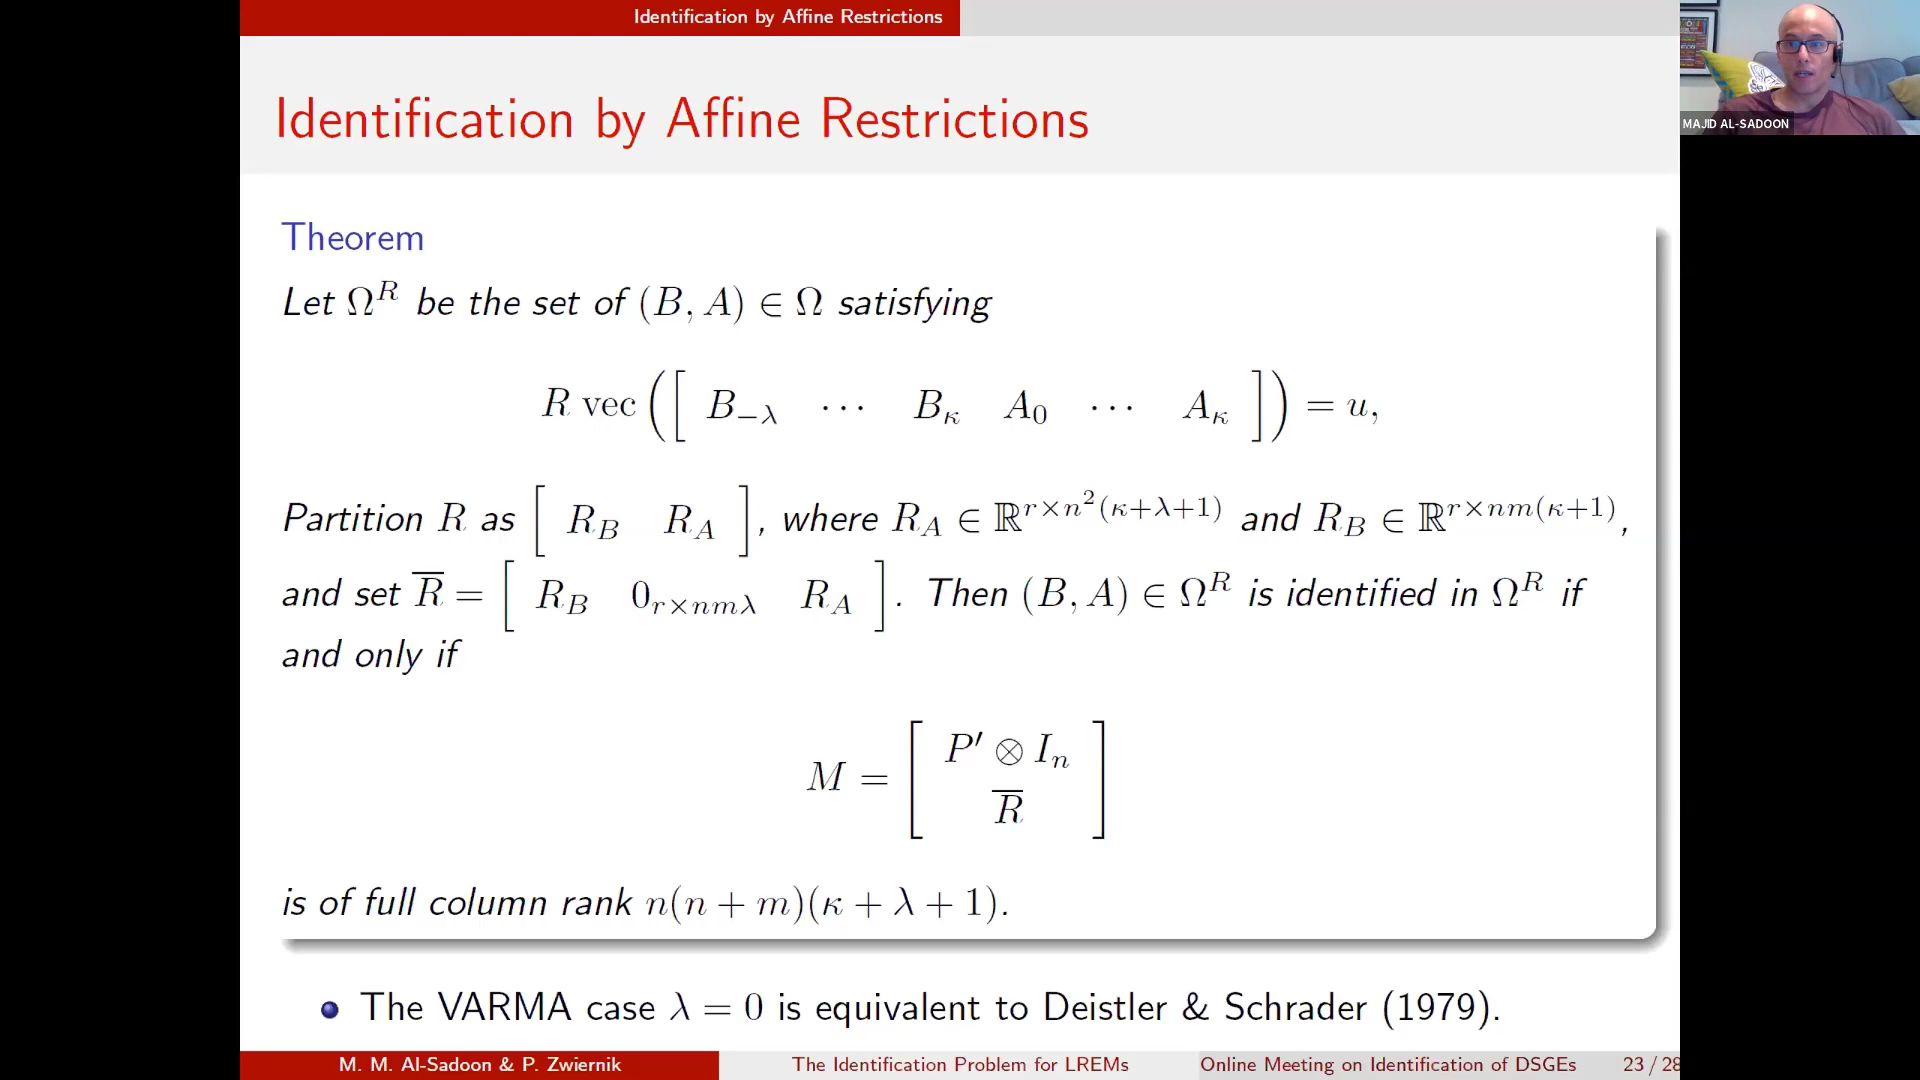 Identification by Affine Restrictions
MAJID AL-SADOON
Identification by Affine Restrictions
Theorem
Let Ω^R be the set of (B, A) ∈ Ω satisfying
R vec([ B_{−λ} ⋯ B_κ A_0 ⋯ A_κ ]) = u,
Partition R as [ R_B R_A ], where R_A ∈ ℝ^{r×n²(κ+λ+1)} and R_B ∈ ℝ^{r×nm(κ+1)},
and set R̅ = [ R_B 0_{r×nmλ} R_A ]. Then (B, A) ∈ Ω^R is identified in Ω^R if
and only if
M = [ P′ ⊗ I_n
R̅ ]
is of full column rank n(n + m)(κ + λ + 1).
• The VARMA case λ = 0 is equivalent to Deistler & Schrader (1979).
M. M. Al-Sadoon & P. Zwiernik The Identification Problem for LREMs Online Meeting on Identification of DSGEs 23 / 28